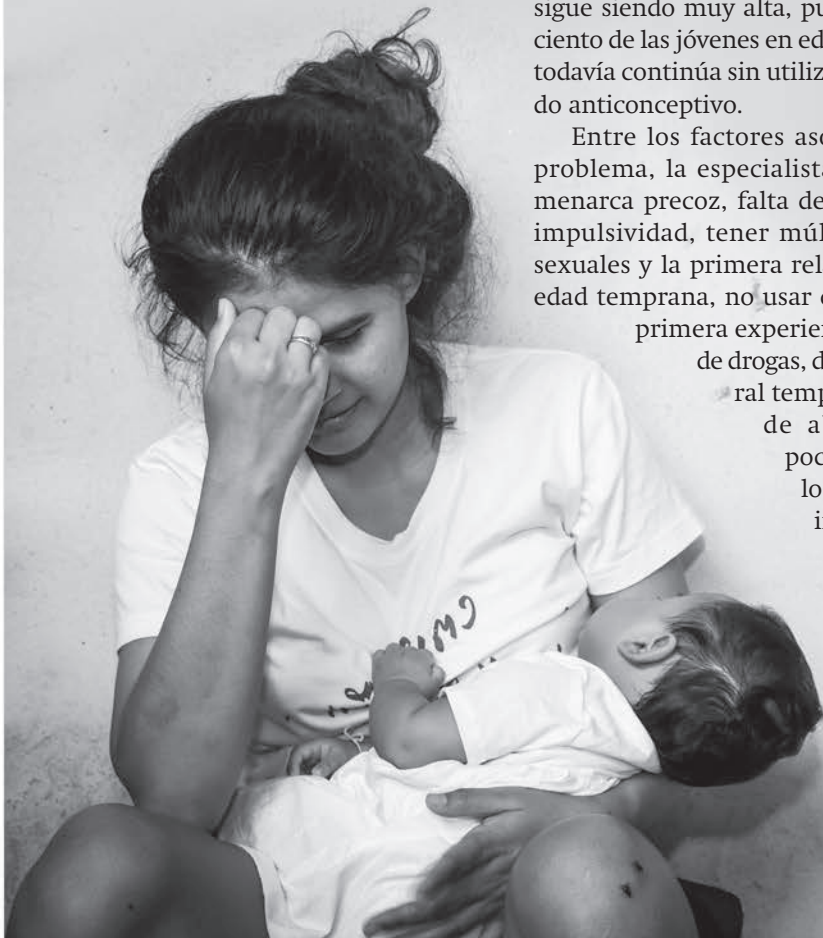 sigue siendo muy alta, pu
ciento de las jóvenes en ed
todavía continúa sin utiliz
do anticonceptivo.
Entre los factores aso
problema, la especialista
menarca precoz, falta de
impulsividad, tener múl
sexuales y la primera rel
edad temprana, no usar
primera experien
de drogas, d
ral temp
de a
poc
lo